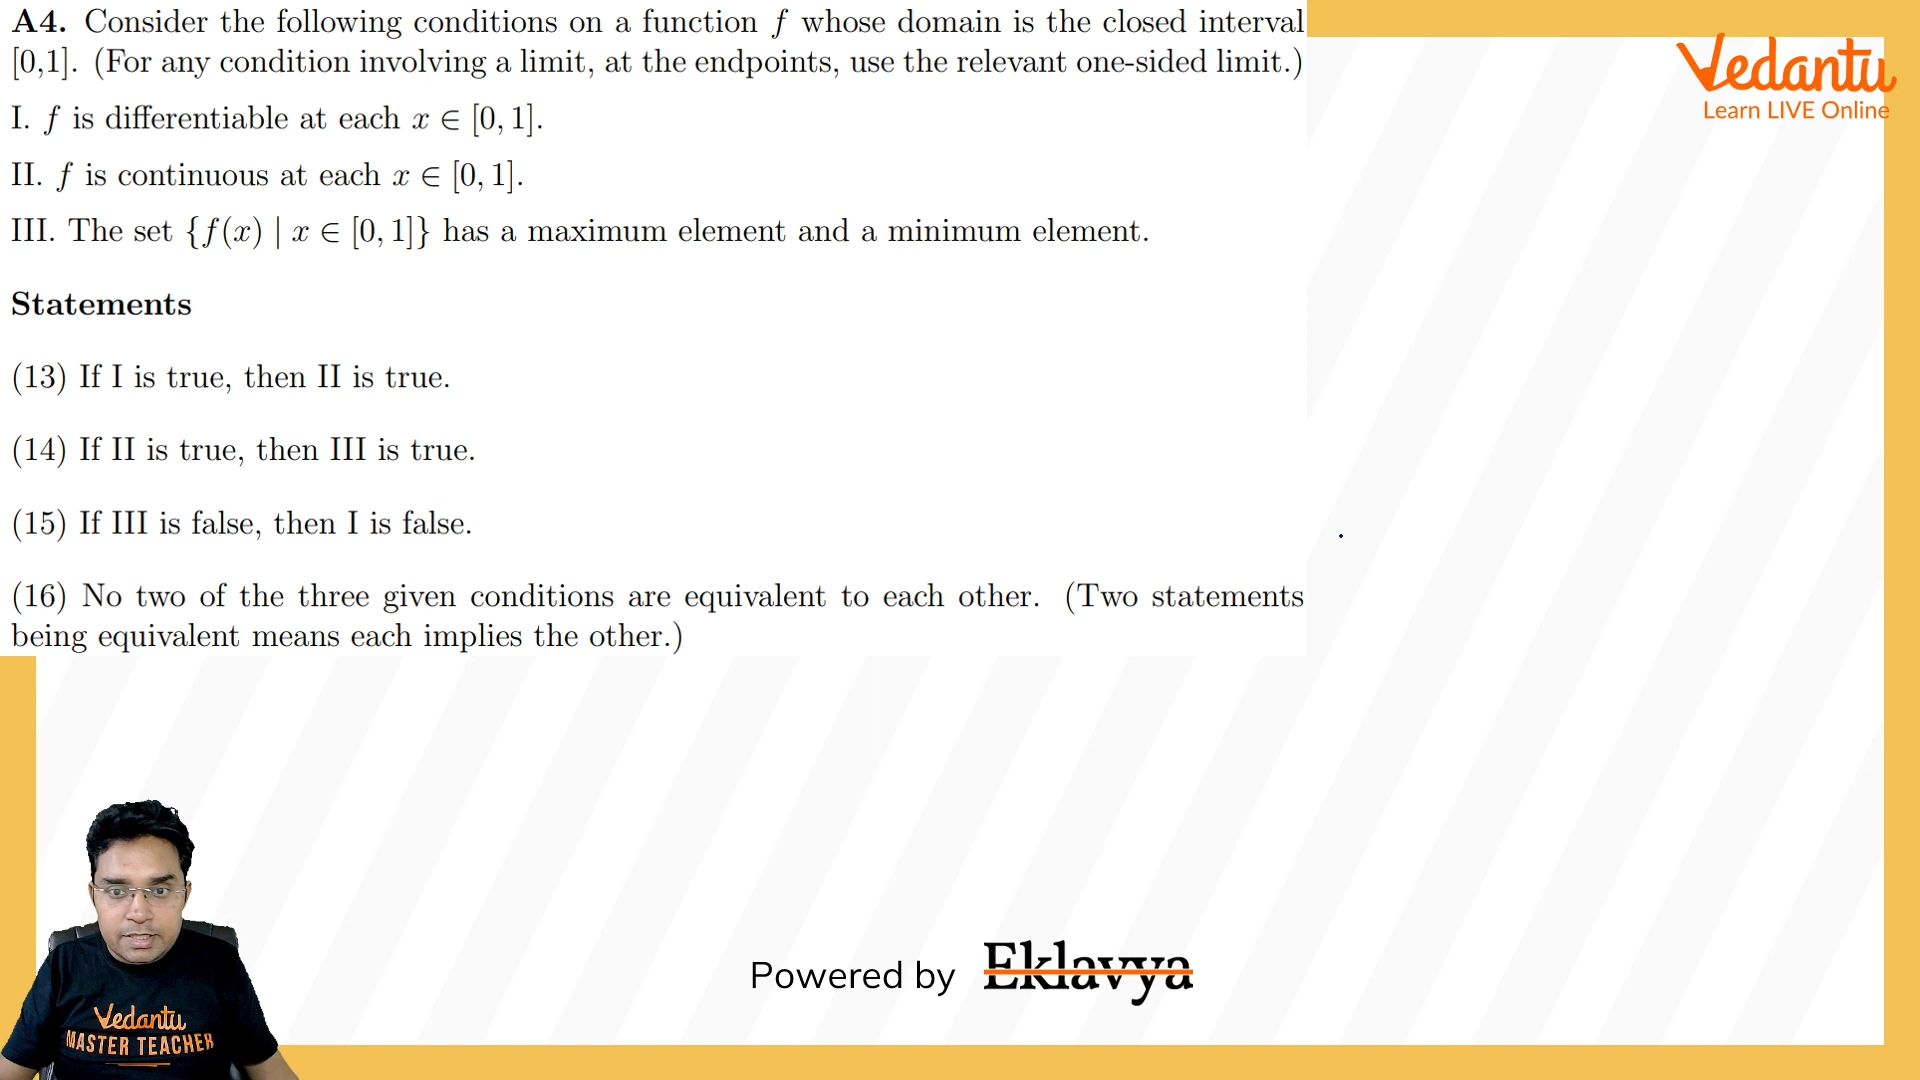 A4. Consider the following conditions on a function f whose domain is the closed interval
[0,1]. (For any condition involving a limit, at the endpoints, use the relevant one-sided limit.)
I. f is differentiable at each x ∈ [0, 1].
II. f is continuous at each x ∈ [0, 1].
III. The set {f(x) | x ∈ [0, 1]} has a maximum element and a minimum element.
Statements
(13) If I is true, then II is true.
(14) If II is true, then III is true.
(15) If III is false, then I is false.
(16) No two of the three given conditions are equivalent to each other. (Two statements
being equivalent means each implies the other.)
Vedantu
Learn LIVE Online
Powered by Eklavya
Vedantu
MASTER TEACHER